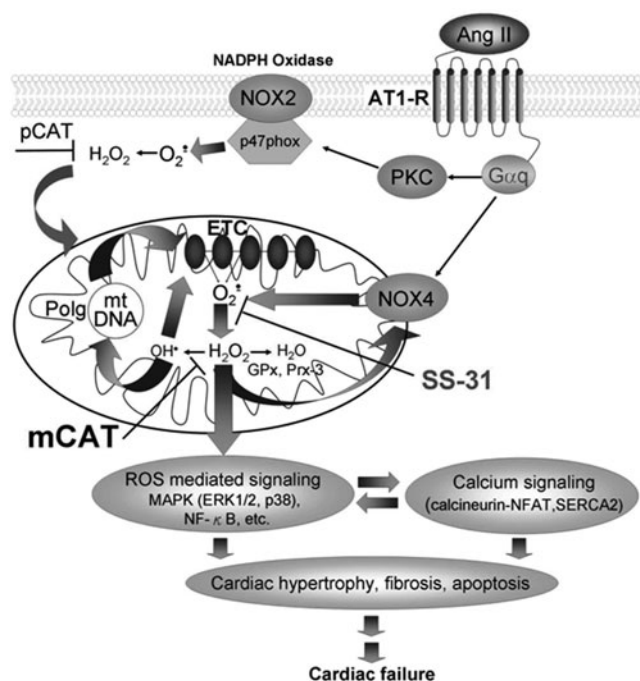 Ang II
NADPH Oxidase
NOX2
AT1-R
p47phox
pCAT
H₂O₂ ← O₂•-
PKC
Gαq
ETC
Polg
mt
DNA
O₂•-
NOX4
OH• ← H₂O₂ → H₂O
GPx, Prx-3
SS-31
mCAT
ROS mediated signaling
MAPK (ERK1/2, p38),
NF-κB, etc.
Calcium signaling
(calcineurin-NFAT,SERCA2)
Cardiac hypertrophy, fibrosis, apoptosis
Cardiac failure